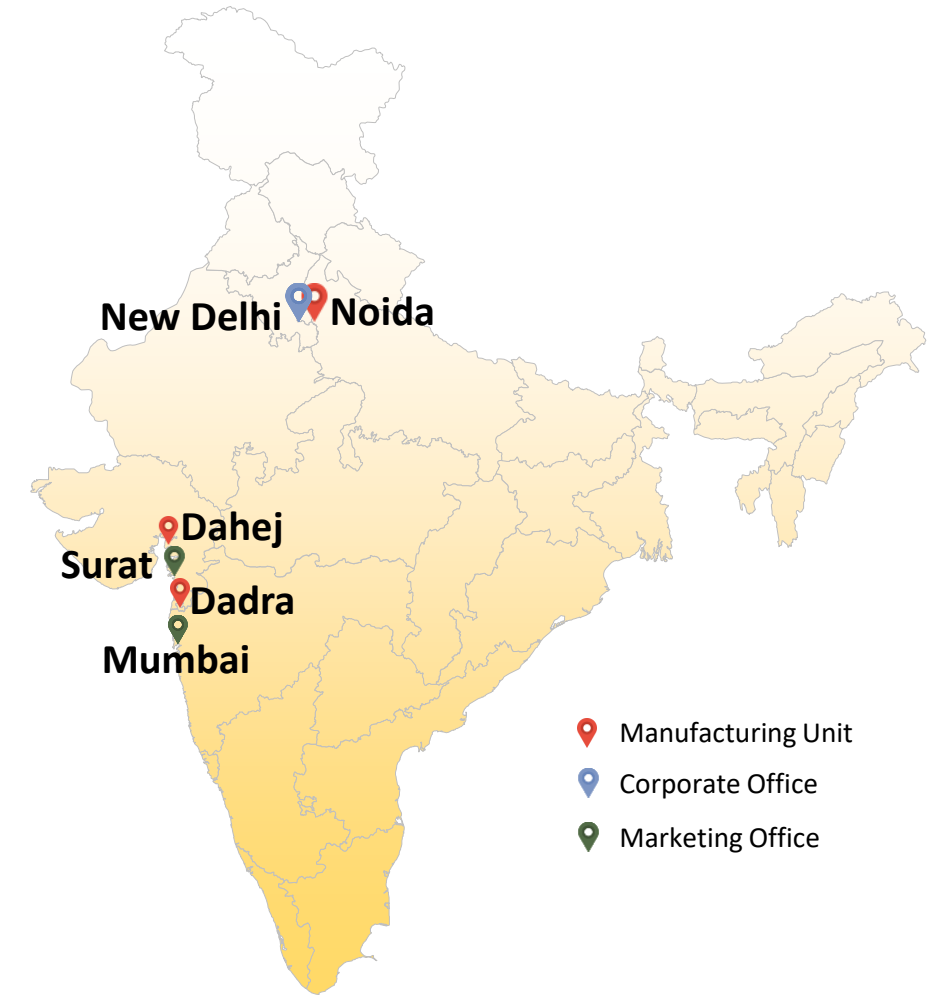 New Delhi
Noida
Dahej
Surat
Dadra
Mumbai
Manufacturing Unit
Corporate Office
Marketing Office